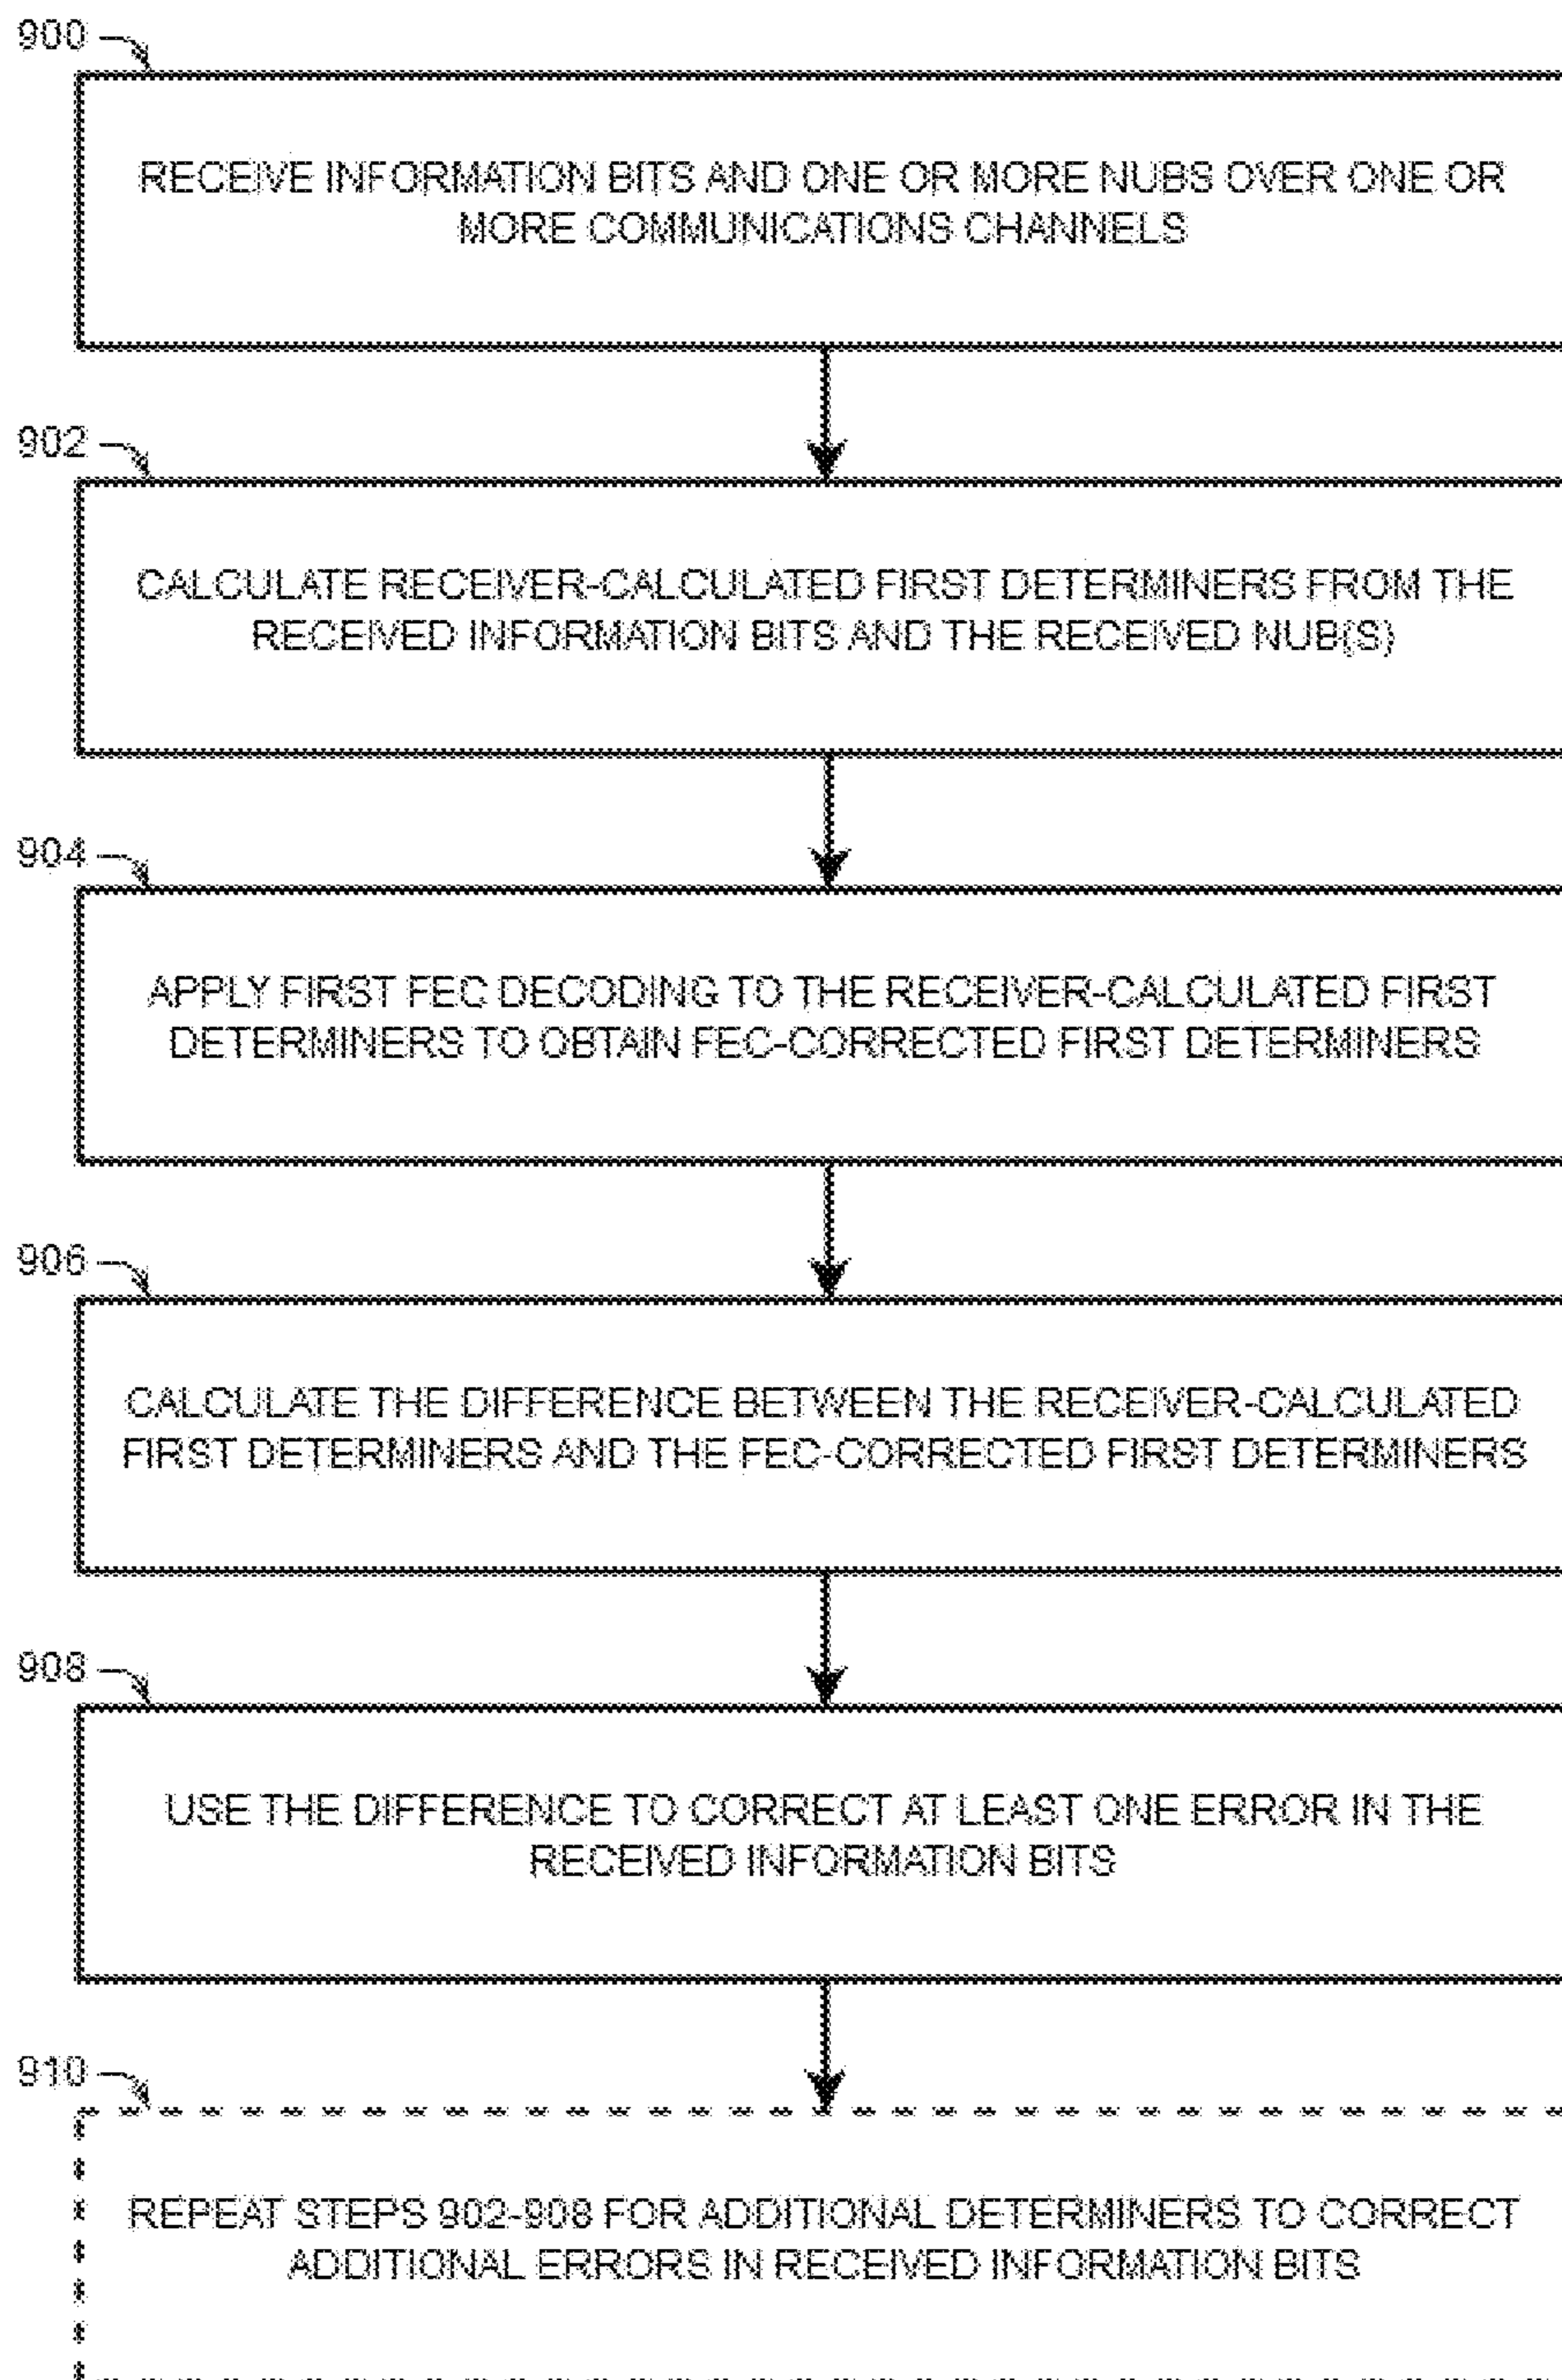 900
RECEIVE INFORMATION BITS AND ONE OR MORE NUBS OVER ONE OR
MORE COMMUNICATIONS CHANNELS
902
CALCULATE RECEIVER-CALCULATED FIRST DETERMINERS FROM THE
RECEIVED INFORMATION BITS AND THE RECEIVED NUB(S)
904
APPLY FIRST FEC DECODING TO THE RECEIVER-CALCULATED FIRST
DETERMINERS TO OBTAIN FEC-CORRECTED FIRST DETERMINERS
906
CALCULATE THE DIFFERENCE BETWEEN THE RECEIVER-CALCULATED
FIRST DETERMINERS AND THE FEC-CORRECTED FIRST DETERMINERS
908
USE THE DIFFERENCE TO CORRECT AT LEAST ONE ERROR IN THE
RECEIVED INFORMATION BITS
910
REPEAT STEPS 902-908 FOR ADDITIONAL DETERMINERS TO CORRECT
ADDITIONAL ERRORS IN RECEIVED INFORMATION BITS